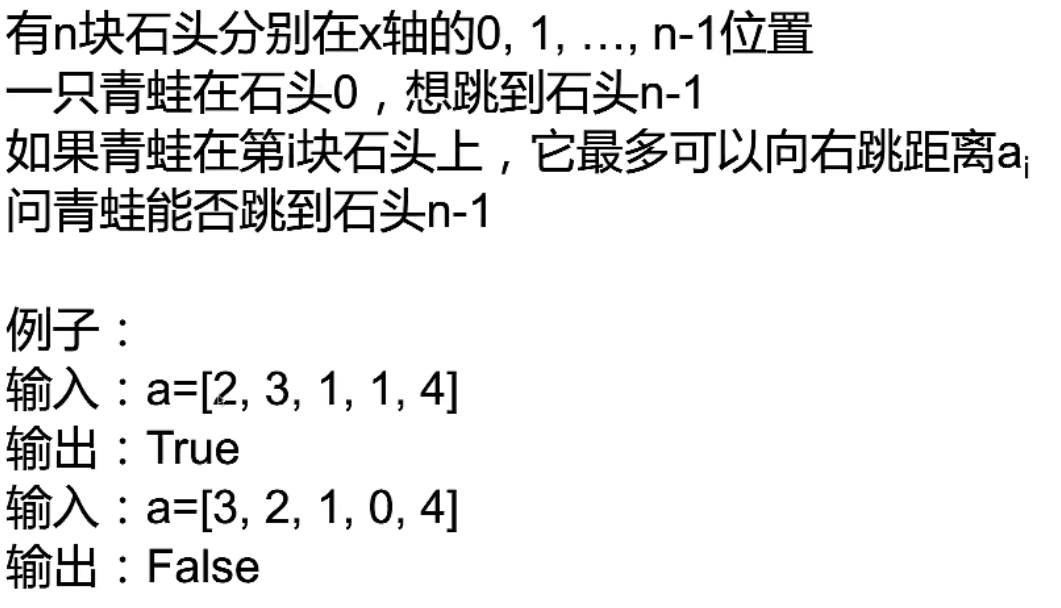 有n块石头分别在x轴的0, 1, …, n-1位置
一只青蛙在石头0，想跳到石头n-1
如果青蛙在第i块石头上，它最多可以向右跳距离aᵢ
问青蛙能否跳到石头n-1
例子：
输入：a=[2, 3, 1, 1, 4]
输出：True
输入：a=[3, 2, 1, 0, 4]
输出：False